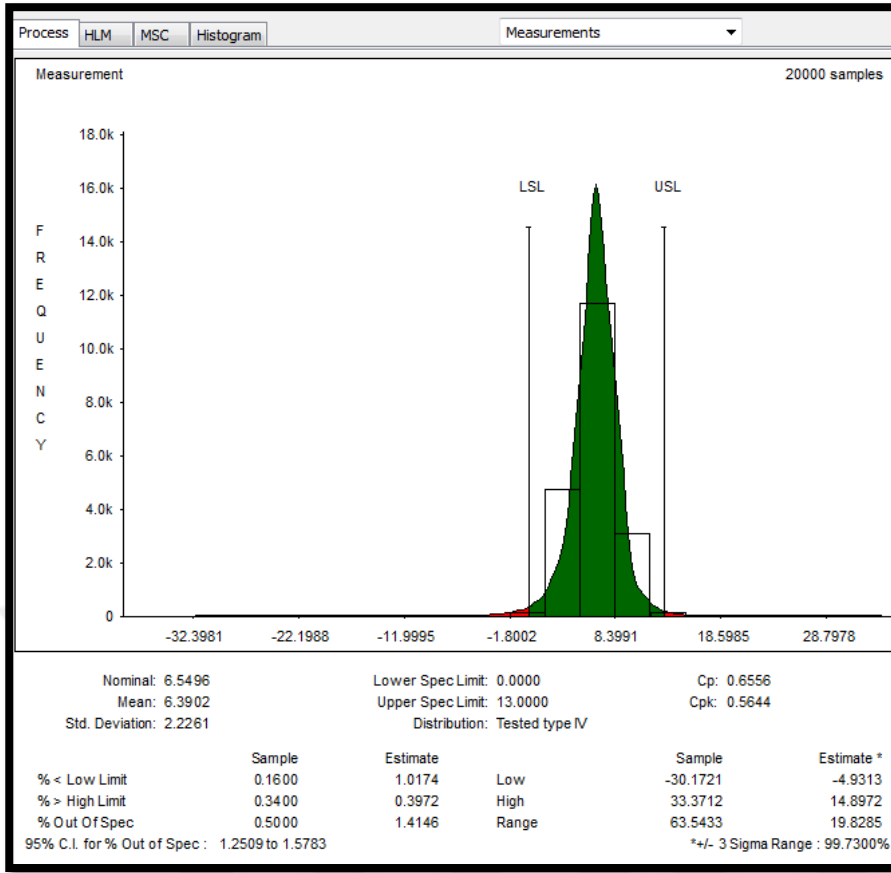 Process HLM MSC Histogram Measurements
Measurement 20000 samples
18.0k
LSL USL
16.0k
14.0k
12.0k
10.0k
8.0k
6.0k
4.0k
2.0k
0
FREQUENCY
-32.3981 -22.1988 -11.9995 -1.8002 8.3991 18.5985 28.7978
Nominal: 6.5496 Lower Spec Limit: 0.0000 Cp: 0.6556
Mean: 6.3902 Upper Spec Limit: 13.0000 Cpk: 0.5644
Std. Deviation: 2.2261 Distribution: Tested type IV
Sample Estimate Sample Estimate *
% < Low Limit 0.1600 1.0174 Low -30.1721 -4.9313
% > High Limit 0.3400 0.3972 High 33.3712 14.8972
% Out Of Spec 0.5000 1.4146 Range 63.5433 19.8285
95% C.I. for % Out of Spec : 1.2509 to 1.5783 *+/- 3 Sigma Range : 99.7300%